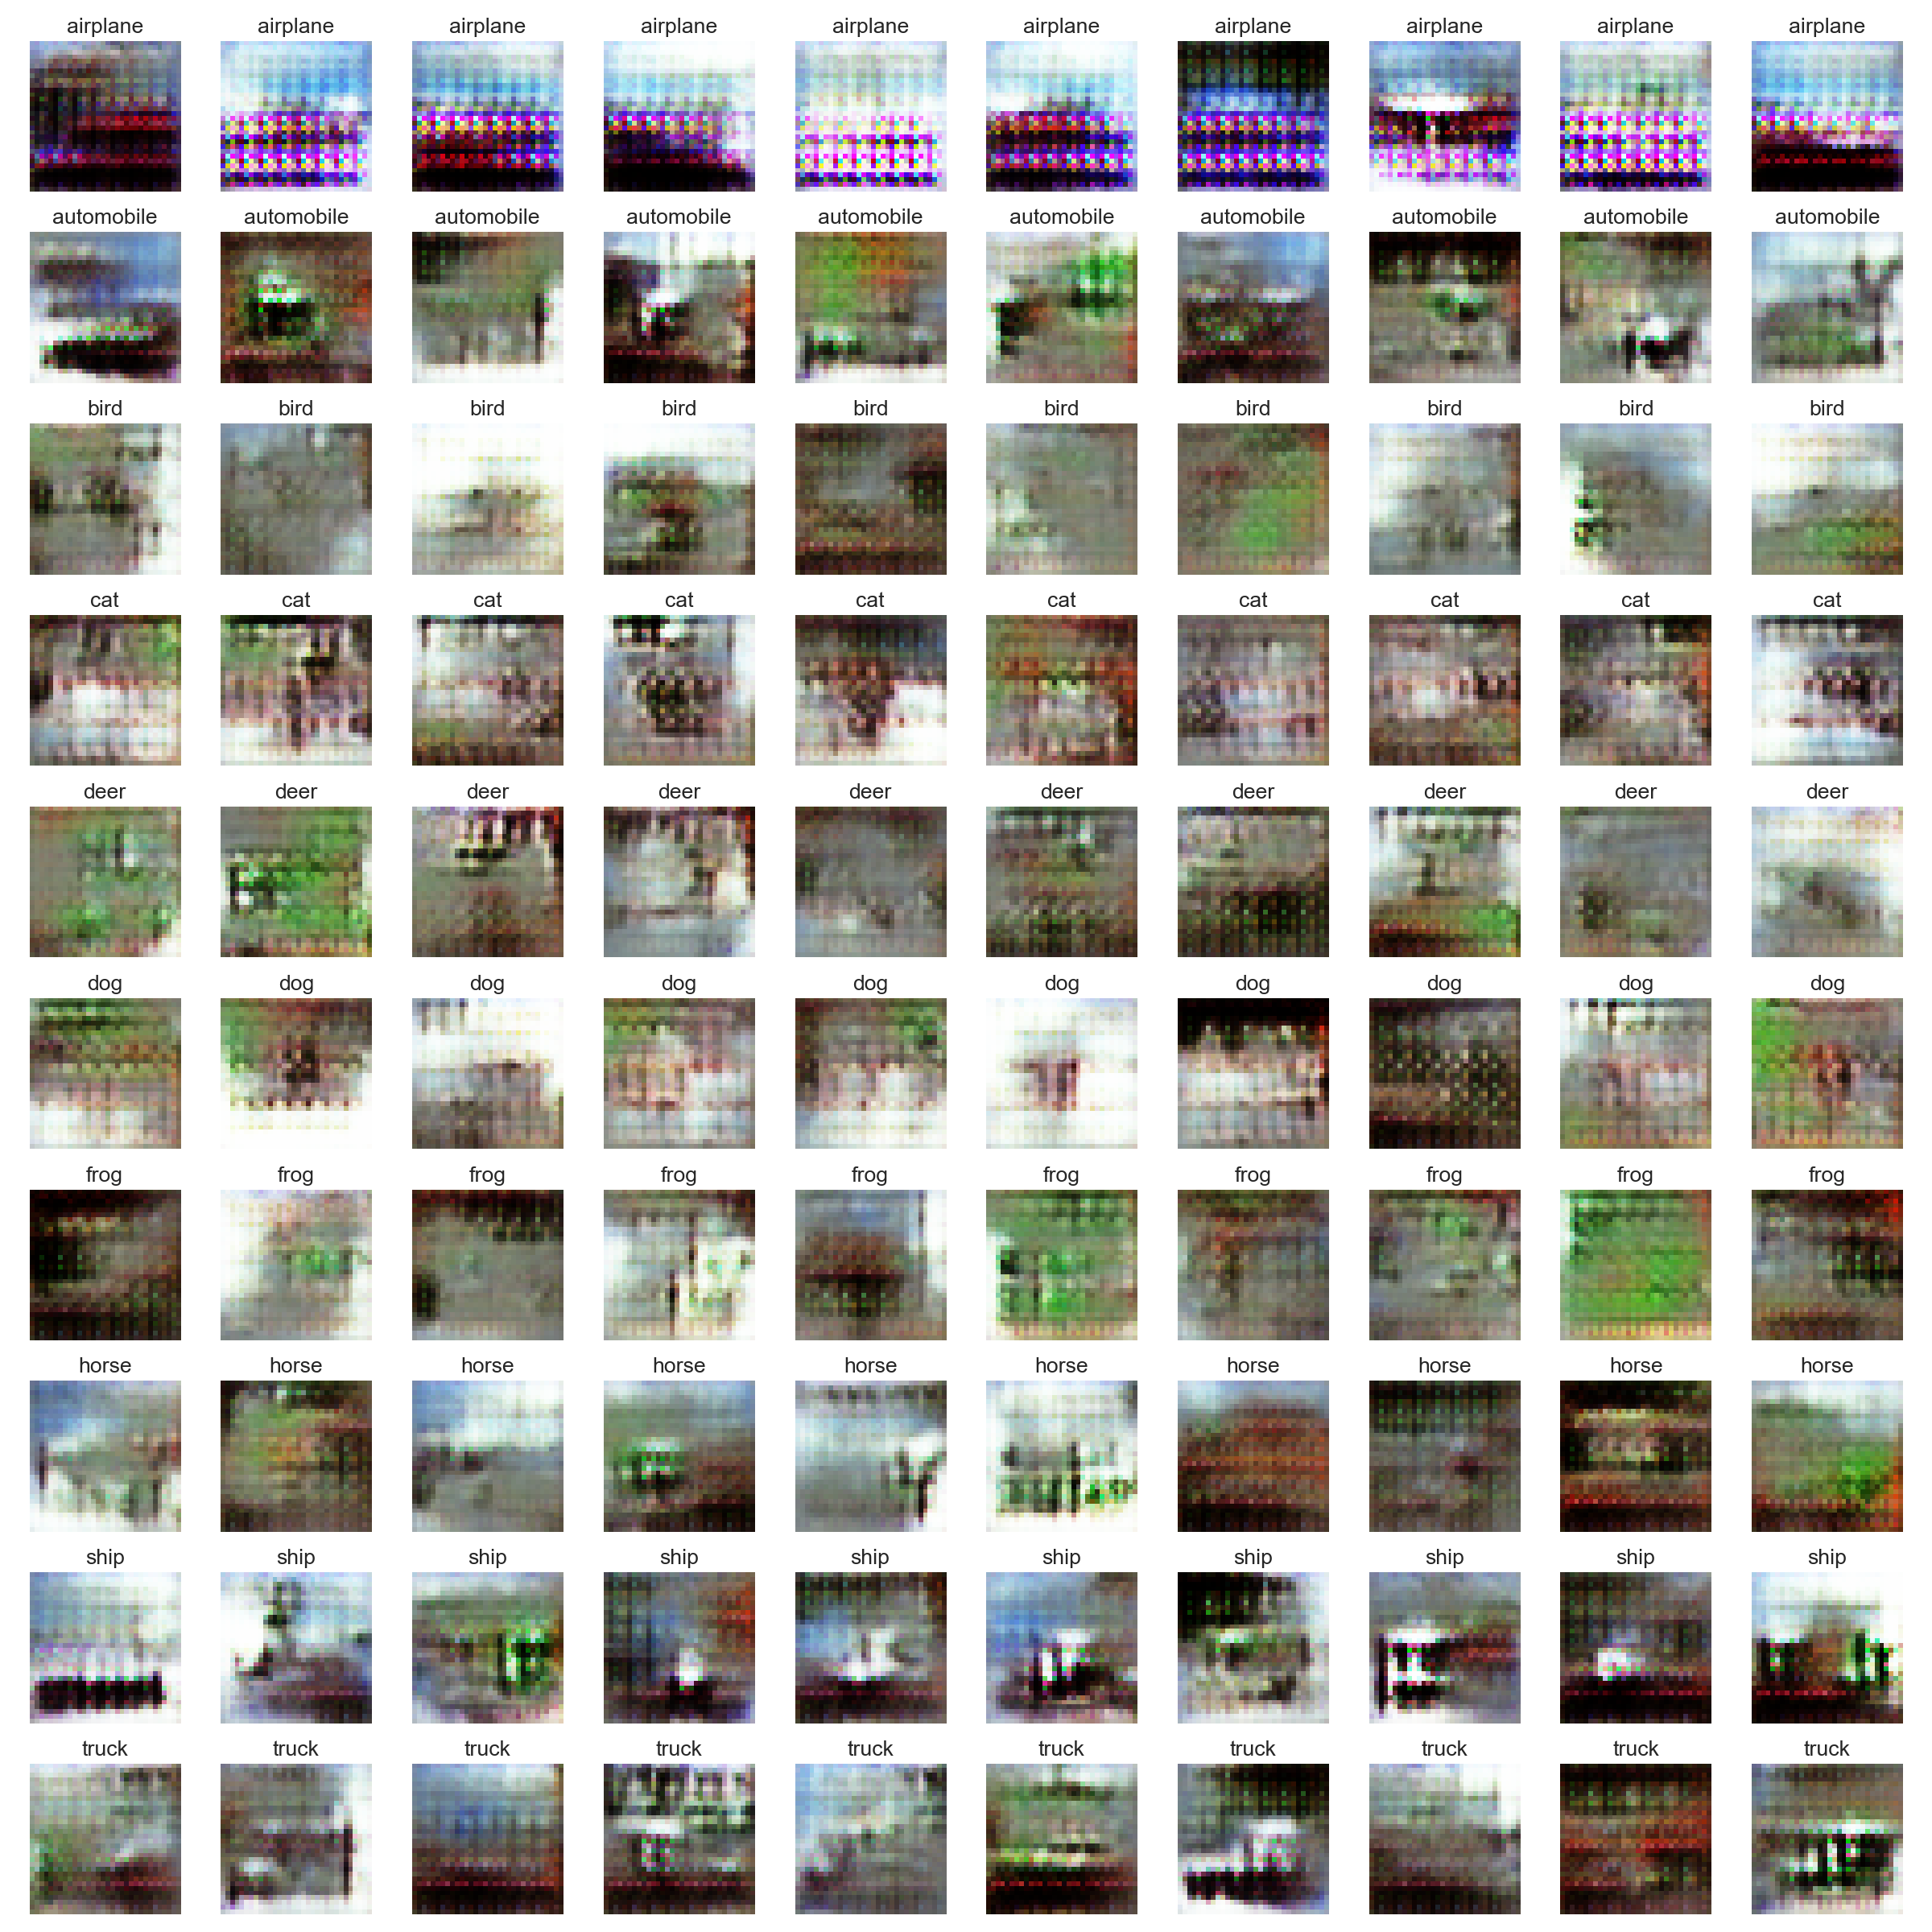 airplane airplane airplane airplane airplane airplane airplane airplane airplane airplane
automobile automobile automobile automobile automobile automobile automobile automobile automobile automobile
bird bird bird bird bird bird bird bird bird bird
cat cat cat cat cat cat cat cat cat cat
deer deer deer deer deer deer deer deer deer deer
dog dog dog dog dog dog dog dog dog dog
frog frog frog frog frog frog frog frog frog frog
horse horse horse horse horse horse horse horse horse horse
ship ship ship ship ship ship ship ship ship ship
truck truck truck truck truck truck truck truck truck truck